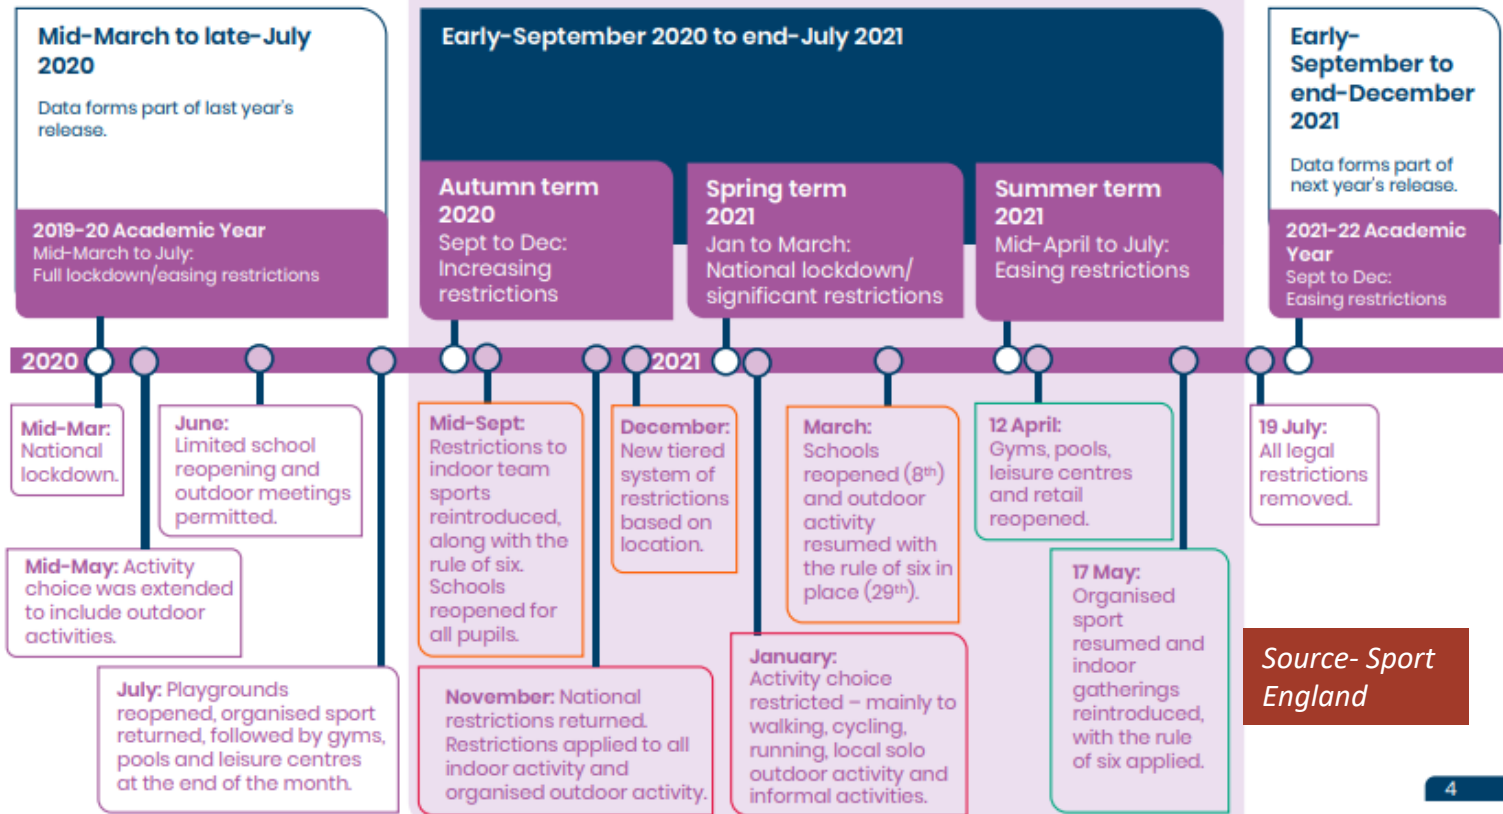 Mid-March to late-July
2020
Data forms part of last year's
release.
2019-20 Academic Year
Mid-March to July:
Full lockdown/easing restrictions
Early-September 2020 to end-July 2021
Autumn term
2020
Sept to Dec:
Increasing
restrictions
Spring term
2021
Jan to March:
National lockdown/
significant restrictions
Summer term
2021
Mid-April to July:
Easing restrictions
Early-
September to
end-December
2021
Data forms part of
next year's release.
2021-22 Academic
Year
Sept to Dec:
Easing restrictions
2020
2021
Mid-Mar:
National
lockdown.
Mid-May: Activity
choice was extended
to include outdoor
activities.
June:
Limited school
reopening and
outdoor meetings
permitted.
July: Playgrounds
reopened, organised sport
returned, followed by gyms,
pools and leisure centres
at the end of the month.
Mid-Sept:
Restrictions to
indoor team
sports
reintroduced,
along with the
rule of six.
Schools
reopened for
all pupils.
November: National
restrictions returned.
Restrictions applied to all
indoor activity and
organised outdoor activity.
December:
New tiered
system of
restrictions
based on
location.
January:
Activity choice
restricted – mainly to
walking, cycling,
running, local solo
outdoor activity and
informal activities.
March:
Schools
reopened (8th)
and outdoor
activity
resumed with
the rule of six in
place (29th).
12 April:
Gyms, pools,
leisure centres
and retail
reopened.
17 May:
Organised
sport
resumed and
indoor
gatherings
reintroduced,
with the rule
of six applied.
19 July:
All legal
restrictions
removed.
Source- Sport
England
4